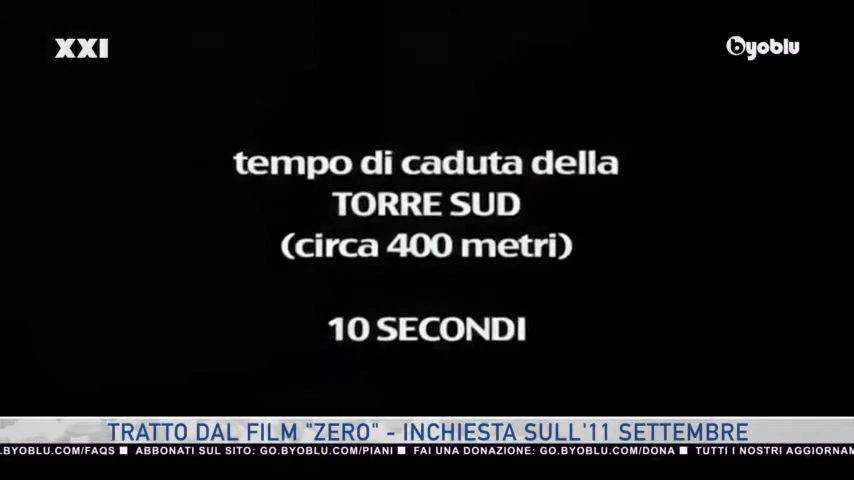 XXI
byoblu
tempo di caduta della
TORRE SUD
(circa 400 metri)
10 SECONDI
TRATTO DAL FILM "ZERO" - INCHIESTA SULL'11 SETTEMBRE
.BYOBLU.COM/FAQS ■ ABBONATI SUL SITO: GO.BYOBLU.COM/PIANI ■ FAI UNA DONAZIONE: GO.BYOBLU.COM/DONA ■ TUTTI I NOSTRI AGGIORNAM